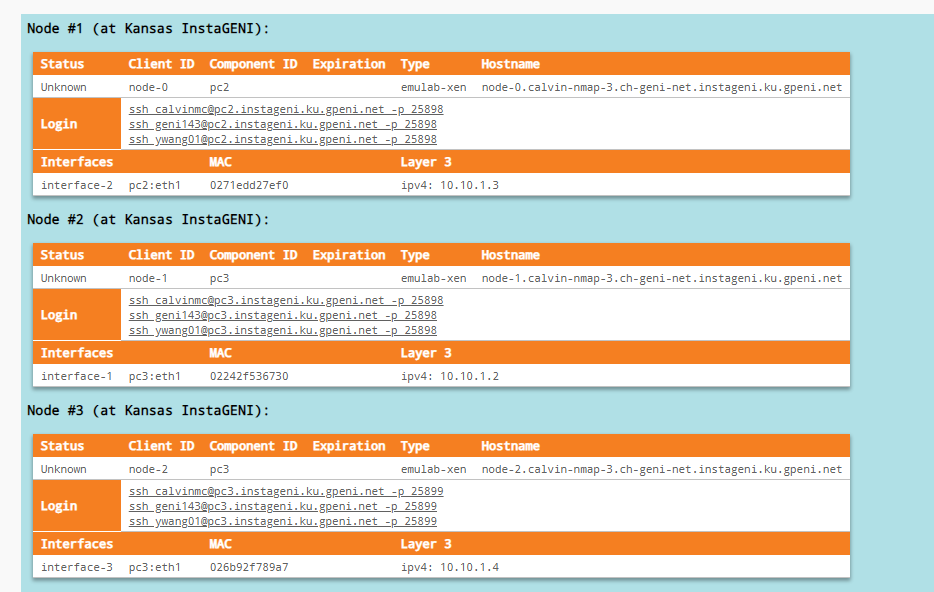 Node #1 (at Kansas InstaGENI):
Status Client ID Component ID Expiration Type Hostname
Unknown node-0 pc2 emulab-xen node-0.calvin-nmap-3.ch-geni-net.instageni.ku.gpeni.net
Login
ssh calvinmc@pc2.instageni.ku.gpeni.net -p 25898
ssh geni143@pc2.instageni.ku.gpeni.net -p 25898
ssh ywang01@pc2.instageni.ku.gpeni.net -p 25898
Interfaces MAC Layer 3
interface-2 pc2:eth1 0271edd27ef0 ipv4: 10.10.1.3
Node #2 (at Kansas InstaGENI):
Status Client ID Component ID Expiration Type Hostname
Unknown node-1 pc3 emulab-xen node-1.calvin-nmap-3.ch-geni-net.instageni.ku.gpeni.net
Login
ssh calvinmc@pc3.instageni.ku.gpeni.net -p 25898
ssh geni143@pc3.instageni.ku.gpeni.net -p 25898
ssh ywang01@pc3.instageni.ku.gpeni.net -p 25898
Interfaces MAC Layer 3
interface-1 pc3:eth1 02242f536730 ipv4: 10.10.1.2
Node #3 (at Kansas InstaGENI):
Status Client ID Component ID Expiration Type Hostname
Unknown node-2 pc3 emulab-xen node-2.calvin-nmap-3.ch-geni-net.instageni.ku.gpeni.net
Login
ssh calvinmc@pc3.instageni.ku.gpeni.net -p 25899
ssh geni143@pc3.instageni.ku.gpeni.net -p 25899
ssh ywang01@pc3.instageni.ku.gpeni.net -p 25899
Interfaces MAC Layer 3
interface-3 pc3:eth1 026b92f789a7 ipv4: 10.10.1.4